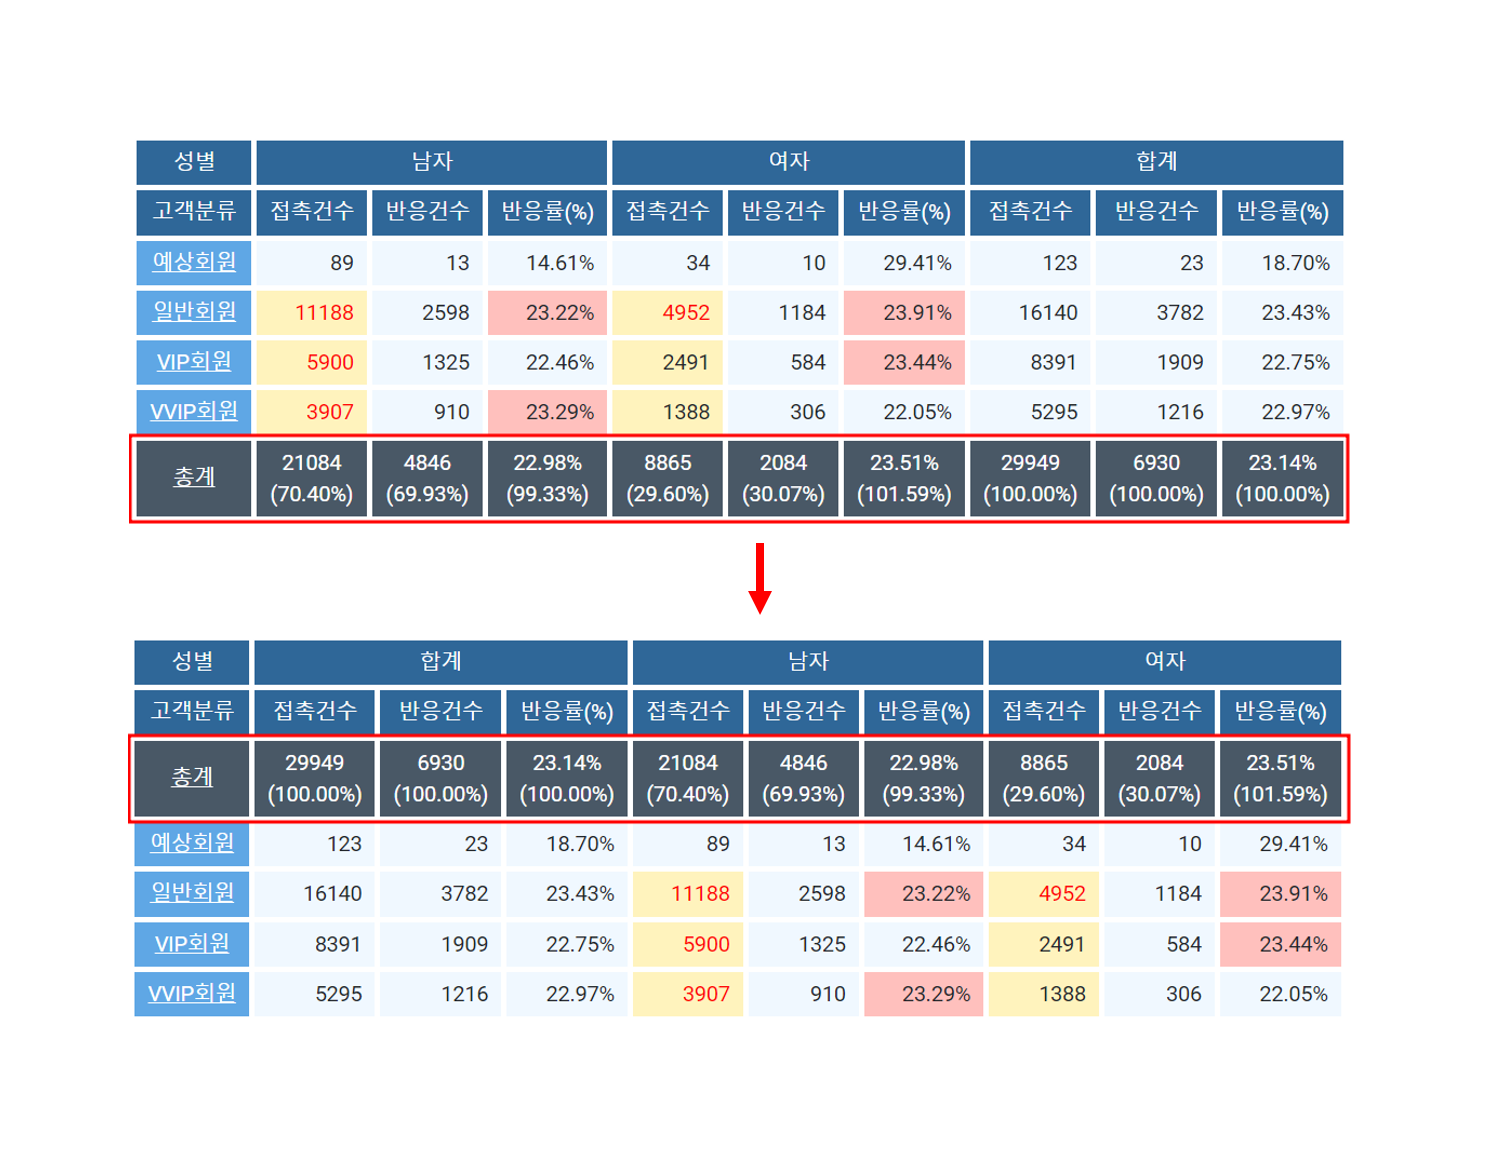 성별 남자 여자 합계
고객분류 접촉건수 반응건수 반응률(%) 접촉건수 반응건수 반응률(%) 접촉건수 반응건수 반응률(%)
예상회원 89 13 14.61% 34 10 29.41% 123 23 18.70%
일반회원 11188 2598 23.22% 4952 1184 23.91% 16140 3782 23.43%
VIP회원 5900 1325 22.46% 2491 584 23.44% 8391 1909 22.75%
VVIP회원 3907 910 23.29% 1388 306 22.05% 5295 1216 22.97%
총계 21084 4846 22.98% 8865 2084 23.51% 29949 6930 23.14%
(70.40%) (69.93%) (99.33%) (29.60%) (30.07%) (101.59%) (100.00%) (100.00%) (100.00%)
성별 합계 남자 여자
고객분류 접촉건수 반응건수 반응률(%) 접촉건수 반응건수 반응률(%) 접촉건수 반응건수 반응률(%)
총계 29949 6930 23.14% 21084 4846 22.98% 8865 2084 23.51%
(100.00%) (100.00%) (100.00%) (70.40%) (69.93%) (99.33%) (29.60%) (30.07%) (101.59%)
예상회원 123 23 18.70% 89 13 14.61% 34 10 29.41%
일반회원 16140 3782 23.43% 11188 2598 23.22% 4952 1184 23.91%
VIP회원 8391 1909 22.75% 5900 1325 22.46% 2491 584 23.44%
VVIP회원 5295 1216 22.97% 3907 910 23.29% 1388 306 22.05%